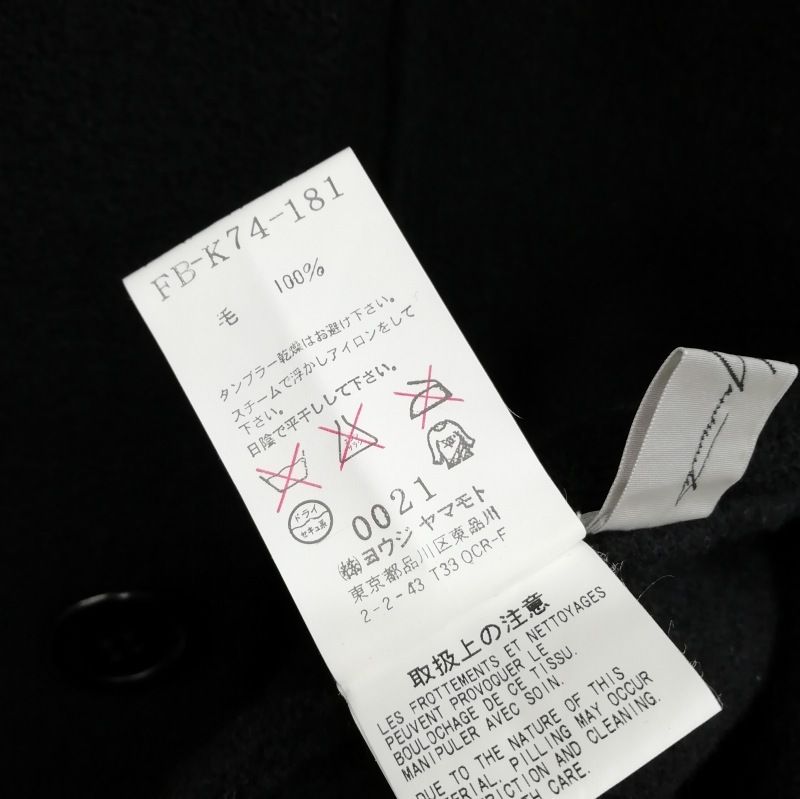 FB-K74-181
毛 100%
タンブラー乾燥はお避け下さい。
スチームで浮かしアイロンをして
下さい。
日陰で平干しして下さい。
ドライ
セキユ系
0021
㈱ヨウジ ヤマモト
東京都品川区東品川
2-2-43 T33 QCR-F
取扱上の注意
LES FROTTEMENTS ET NETTOYAGES
PEUVENT PROVOQUER LE
BOULOCHAGE DE CE TISSU.
MANIPULER AVEC SOIN.
DUE TO THE NATURE OF THIS
PILLING MAY OCCUR
AND CLEANING.
CARE.